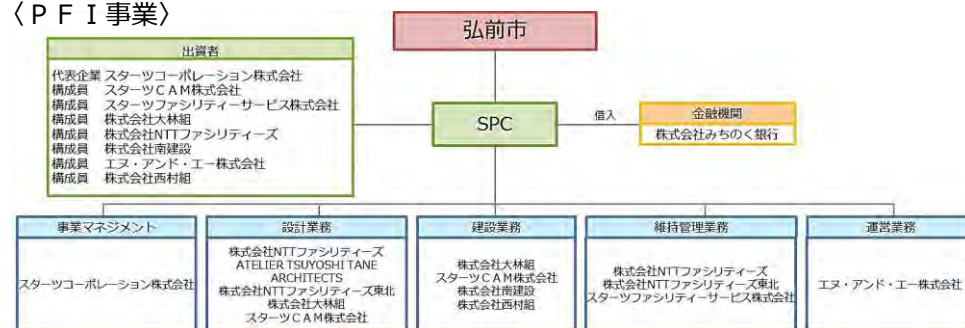 〈ＰＦＩ事業〉
弘前市
出資者
代表企業 スターツコーポレーション株式会社
構成員 スターツＣＡＭ株式会社
構成員 スターツファシリティーサービス株式会社
構成員 株式会社大林組
構成員 株式会社NTTファシリティーズ
構成員 株式会社南建設
構成員 エヌ・アンド・エー株式会社
構成員 株式会社西村組
SPC
借入
金融機関
株式会社みちのく銀行
事業マネジメント
スターツコーポレーション株式会社
設計業務
株式会社NTTファシリティーズ
ATELIER TSUYOSHI TANE
ARCHITECTS
株式会社NTTファシリティーズ東北
株式会社大林組
スターツＣＡＭ株式会社
建設業務
株式会社大林組
スターツＣＡＭ株式会社
株式会社南建設
株式会社西村組
維持管理業務
株式会社NTTファシリティーズ
株式会社NTTファシリティーズ東北
スターツファシリティーサービス株式会社
運営業務
エヌ・アンド・エー株式会社